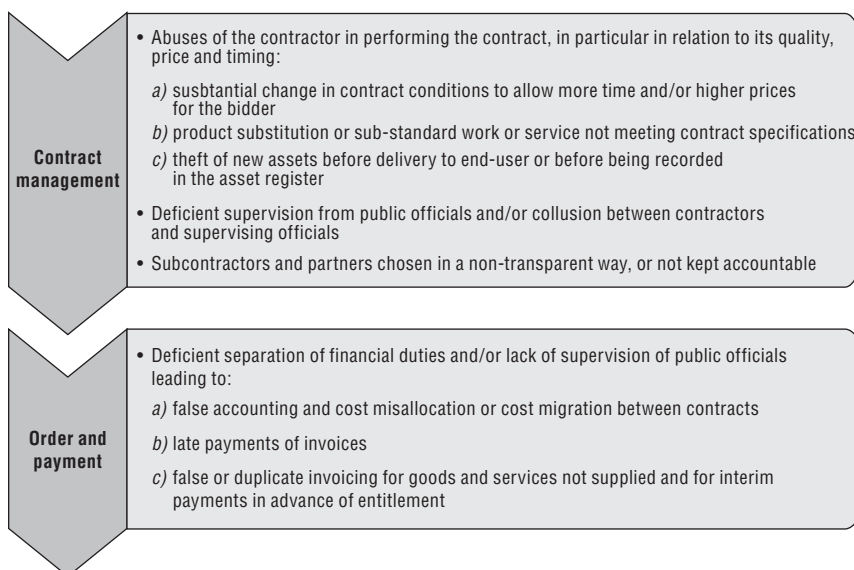 Contract
management
• Abuses of the contractor in performing the contract, in particular in relation to its quality,
price and timing:
a) susbtantial change in contract conditions to allow more time and/or higher prices
for the bidder
b) product substitution or sub-standard work or service not meeting contract specifications
c) theft of new assets before delivery to end-user or before being recorded
in the asset register
• Deficient supervision from public officials and/or collusion between contractors
and supervising officials
• Subcontractors and partners chosen in a non-transparent way, or not kept accountable
Order and
payment
• Deficient separation of financial duties and/or lack of supervision of public officials
leading to:
a) false accounting and cost misallocation or cost migration between contracts
b) late payments of invoices
c) false or duplicate invoicing for goods and services not supplied and for interim
payments in advance of entitlement